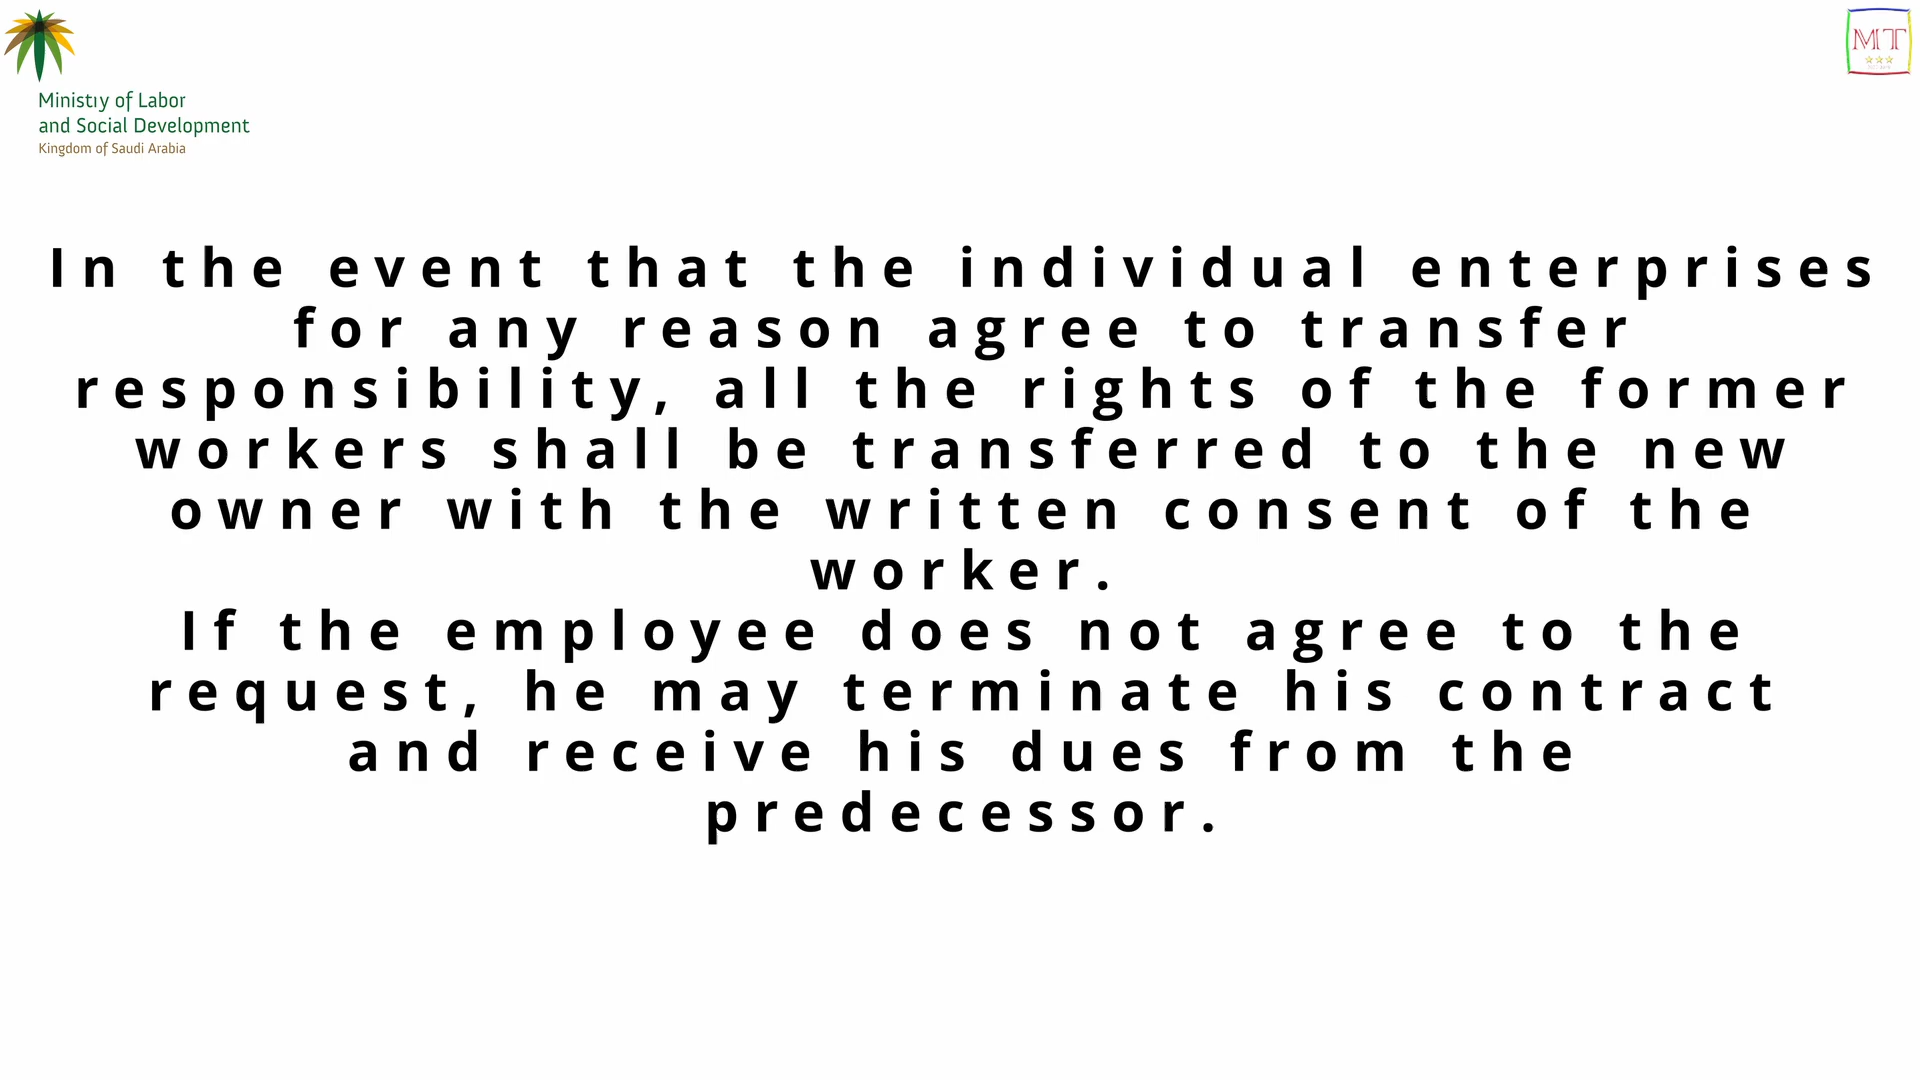 Ministry of Labor
and Social Development
Kingdom of Saudi Arabia
MT
In the event that the individual enterprises
for any reason agree to transfer
responsibility, all the rights of the former
workers shall be transferred to the new
owner with the written consent of the
worker.
If the employee does not agree to the
request, he may terminate his contract
and receive his dues from the
predecessor.